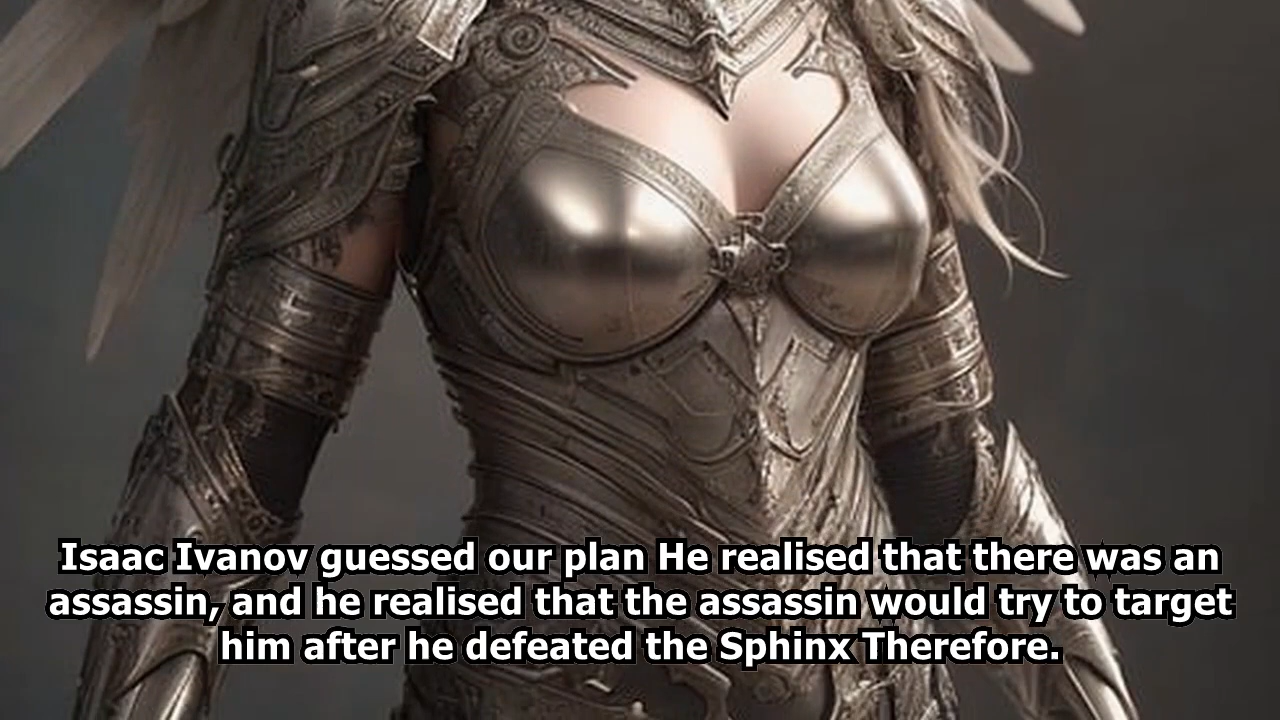 Isaac Ivanov guessed our plan He realised that there was an
assassin, and he realised that the assassin would try to target
him after he defeated the Sphinx Therefore.